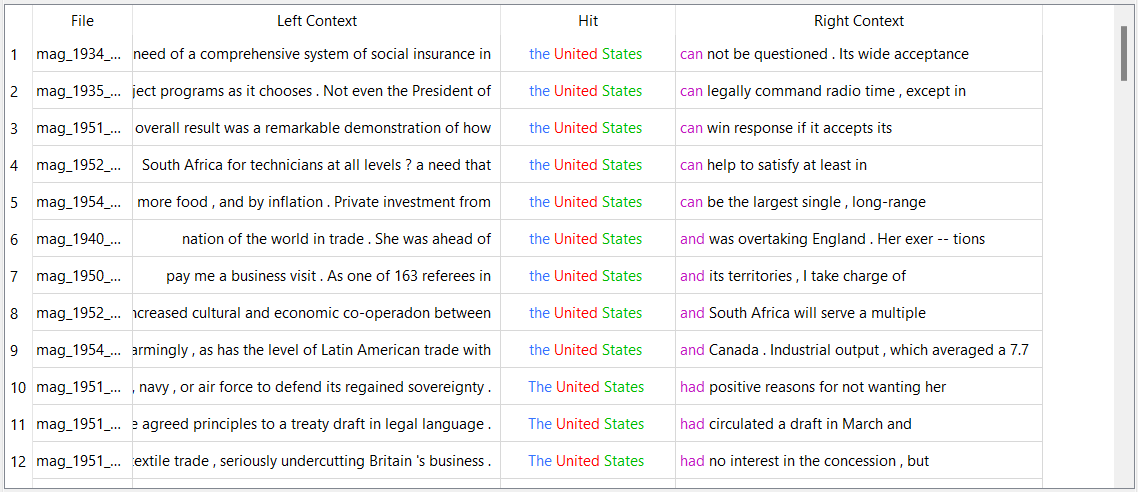 File Left Context Hit Right Context
1 mag_1934_... need of a comprehensive system of social insurance in the United States can not be questioned . Its wide acceptance
2 mag_1935_... ject programs as it chooses . Not even the President of the United States can legally command radio time , except in
3 mag_1951_... overall result was a remarkable demonstration of how the United States can win response if it accepts its
4 mag_1952_... South Africa for technicians at all levels ? a need that the United States can help to satisfy at least in
5 mag_1954_... more food , and by inflation . Private investment from the United States can be the largest single , long-range
6 mag_1940_... nation of the world in trade . She was ahead of the United States and was overtaking England . Her exer -- tions
7 mag_1950_... pay me a business visit . As one of 163 referees in the United States and its territories , I take charge of
8 mag_1952_... ncreased cultural and economic co-operadon between the United States and South Africa will serve a multiple
9 mag_1954_... armingly , as has the level of Latin American trade with the United States and Canada . Industrial output , which averaged a 7.7
10 mag_1951_... , navy , or air force to defend its regained sovereignty . The United States had positive reasons for not wanting her
11 mag_1951_... e agreed principles to a treaty draft in legal language . The United States had circulated a draft in March and
12 mag_1951_... extile trade , seriously undercutting Britain 's business . The United States had no interest in the concession , but